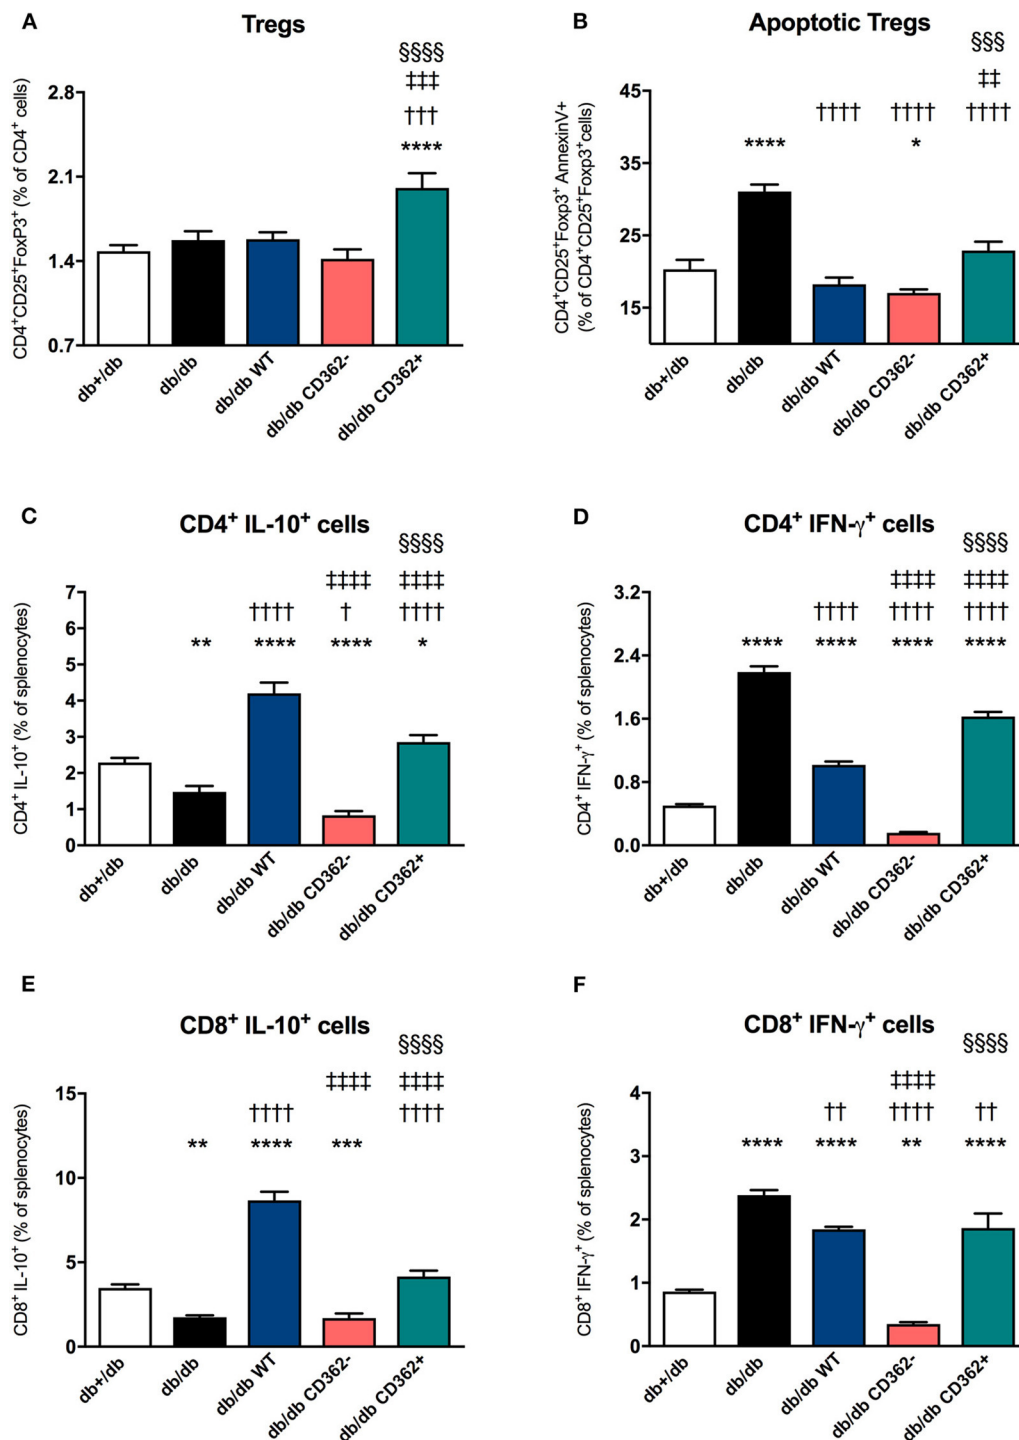 A
Tregs
§§§§
‡‡‡
†††
****
CD4⁺CD25⁺FoxP3⁺ (% of CD4⁺ cells)
2.8
2.1
1.4
0.7
db+/db
db/db
db/db WT
db/db CD362-
db/db CD362+
B
Apoptotic Tregs
§§§
‡‡
†††† †††† ††††
**** *
CD4⁺CD25⁺Foxp3⁺ AnnexinV+
(% of CD4⁺CD25⁺Foxp3⁺cells)
45
35
25
15
db+/db
db/db
db/db WT
db/db CD362-
db/db CD362+
C
CD4⁺ IL-10⁺ cells
§§§§
‡‡‡‡ ‡‡‡‡
†††† † ††††
** **** **** *
CD4⁺ IL-10⁺ (% of splenocytes)
7
6
5
4
3
2
1
0
db+/db
db/db
db/db WT
db/db CD362-
db/db CD362+
D
CD4⁺ IFN-γ⁺ cells
§§§§
‡‡‡‡ ‡‡‡‡
†††† †††† ††††
**** **** **** ****
CD4⁺ IFN-γ⁺ (% of splenocytes)
3.2
2.4
1.6
0.8
0.0
db+/db
db/db
db/db WT
db/db CD362-
db/db CD362+
E
CD8⁺ IL-10⁺ cells
§§§§
‡‡‡‡ ‡‡‡‡
†††† ††††
** **** ***
CD8⁺ IL-10⁺ (% of splenocytes)
15
10
5
0
db+/db
db/db
db/db WT
db/db CD362-
db/db CD362+
F
CD8⁺ IFN-γ⁺ cells
§§§§
‡‡‡‡
†† †††† ††
**** **** ** ****
CD8⁺ IFN-γ⁺ (% of splenocytes)
4
3
2
1
0
db+/db
db/db
db/db WT
db/db CD362-
db/db CD362+